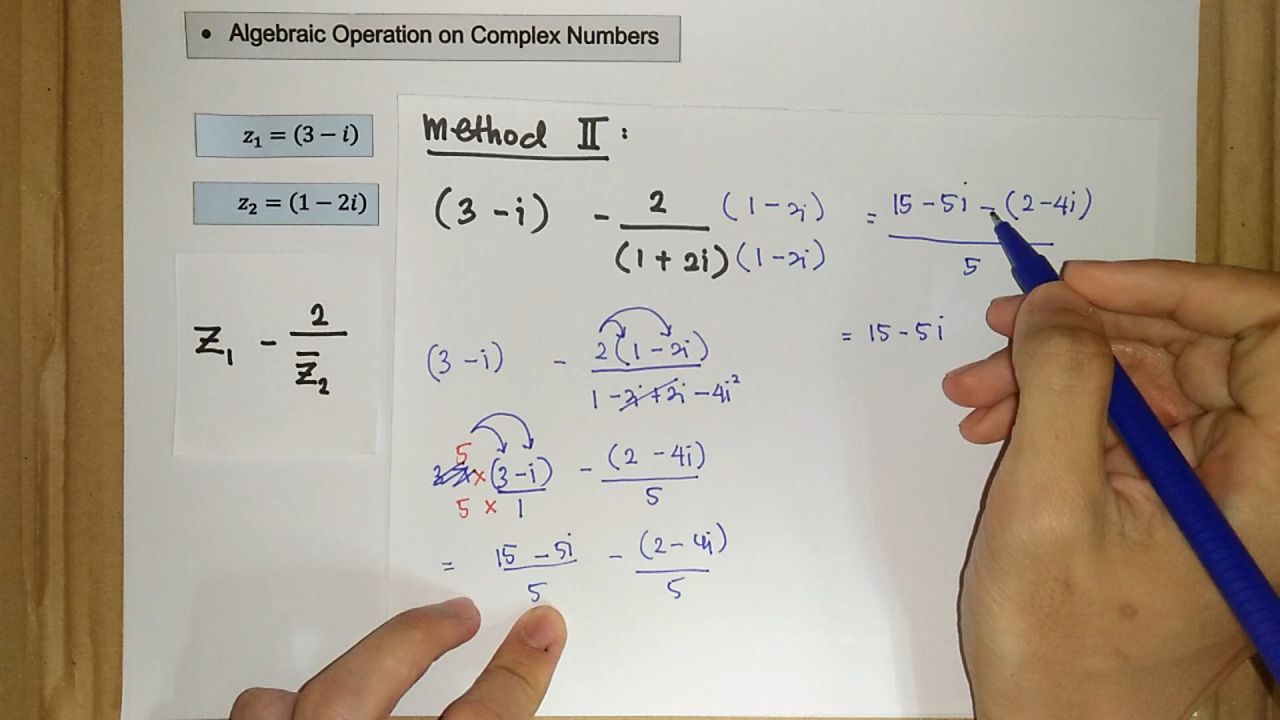 • Algebraic Operation on Complex Numbers
z₁ = (3 − i)
z₂ = (1 − 2i)
Z₁ - 2/Z̅₂
Method II :
(3 - i) - 2/(1 + 2i) (1 - 2i)/(1 - 2i)
(3 - i) - 2(1 - 2i)/1 - 2i + 2i - 4i²
5 × (3 - i)/5 × 1 - (2 - 4i)/5
= 15 - 5i/5 - (2 - 4i)/5
= 15 - 5i - (2 - 4i)/5
= 15 - 5i